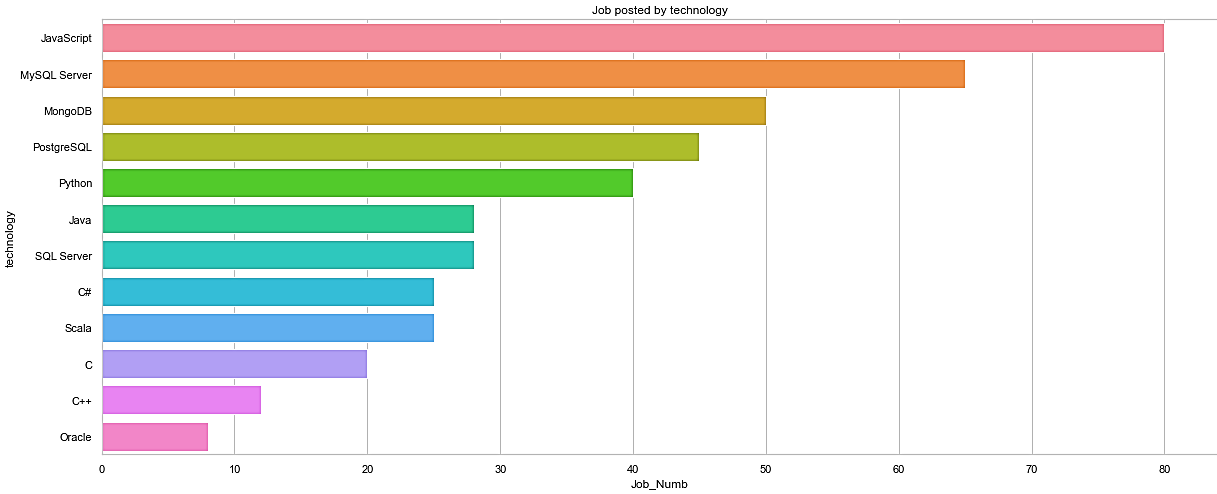 Job posted by technology
JavaScript
MySQL Server
MongoDB
PostgreSQL
Python
Java
SQL Server
C#
Scala
C
C++
Oracle
technology
0 10 20 30 40 50 60 70 80
Job_Numb